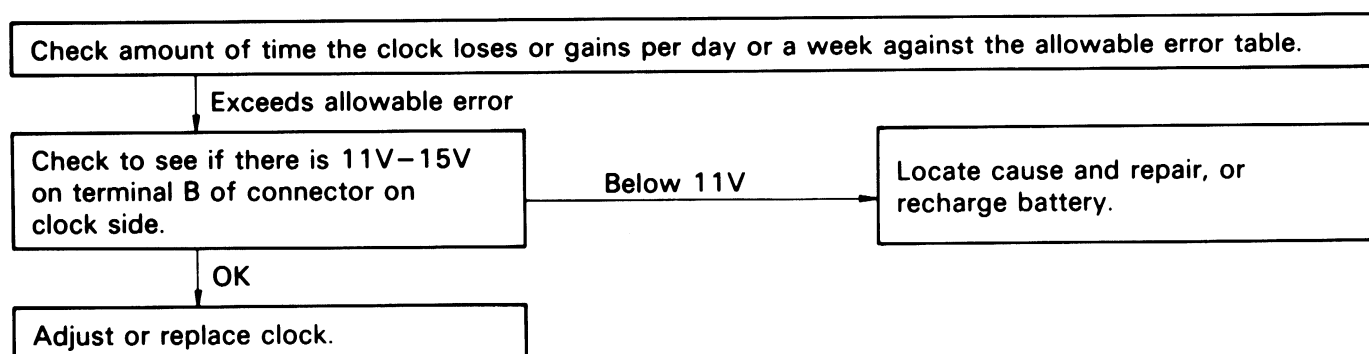 Check amount of time the clock loses or gains per day or a week against the allowable error table.
Exceeds allowable error
Check to see if there is 11V–15V
on terminal B of connector on
clock side.
Below 11V
Locate cause and repair, or
recharge battery.
OK
Adjust or replace clock.